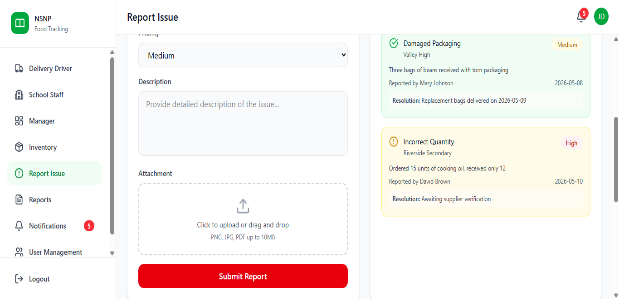 NSNP
Food Tracking
Delivery Driver
School Staff
Manager
Inventory
Report Issue
Reports
Notifications 5
User Management
Logout
Report Issue
5
JD
Medium
Description
Provide detailed description of the issue...
Attachment
Click to upload or drag and drop
PNG, JPG, PDF up to 10MB
Submit Report
Damaged Packaging Medium
Valley High
Three bags of beans received with torn packaging
Reported by Mary Johnson 2026-05-08
Resolution: Replacement bags delivered on 2026-05-09
Incorrect Quantity High
Riverside Secondary
Ordered 15 units of cooking oil, received only 12
Reported by David Brown 2026-05-10
Resolution: Awaiting supplier verification